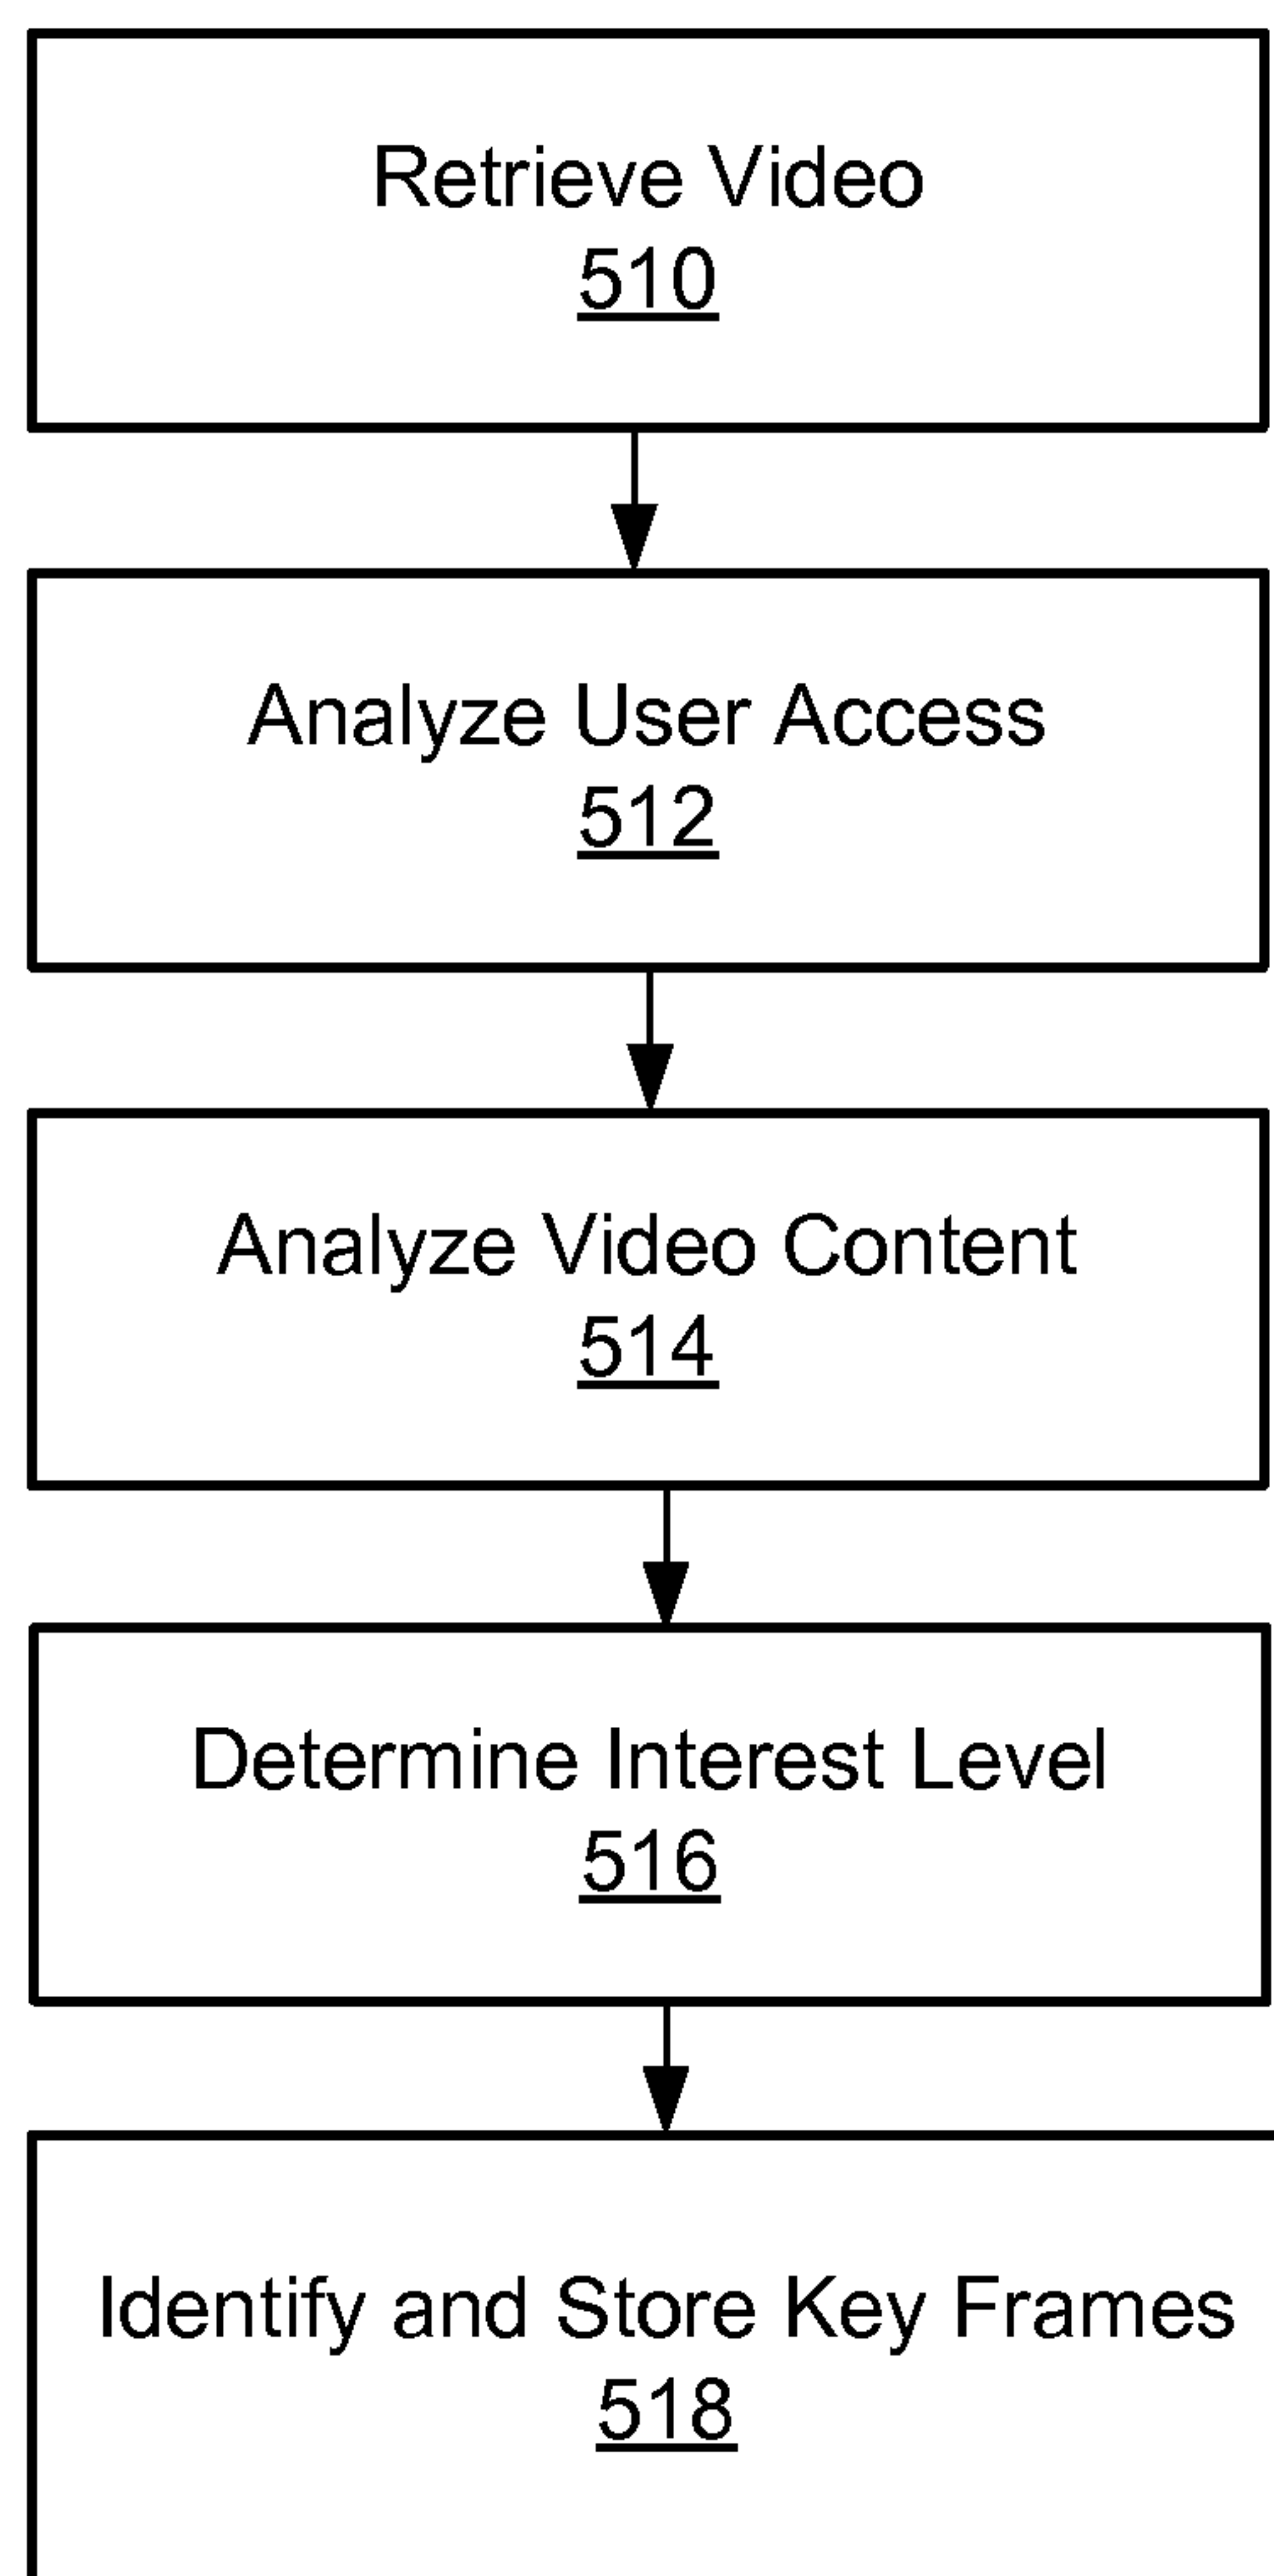 Retrieve Video
510
Analyze User Access
512
Analyze Video Content
514
Determine Interest Level
516
Identify and Store Key Frames
518